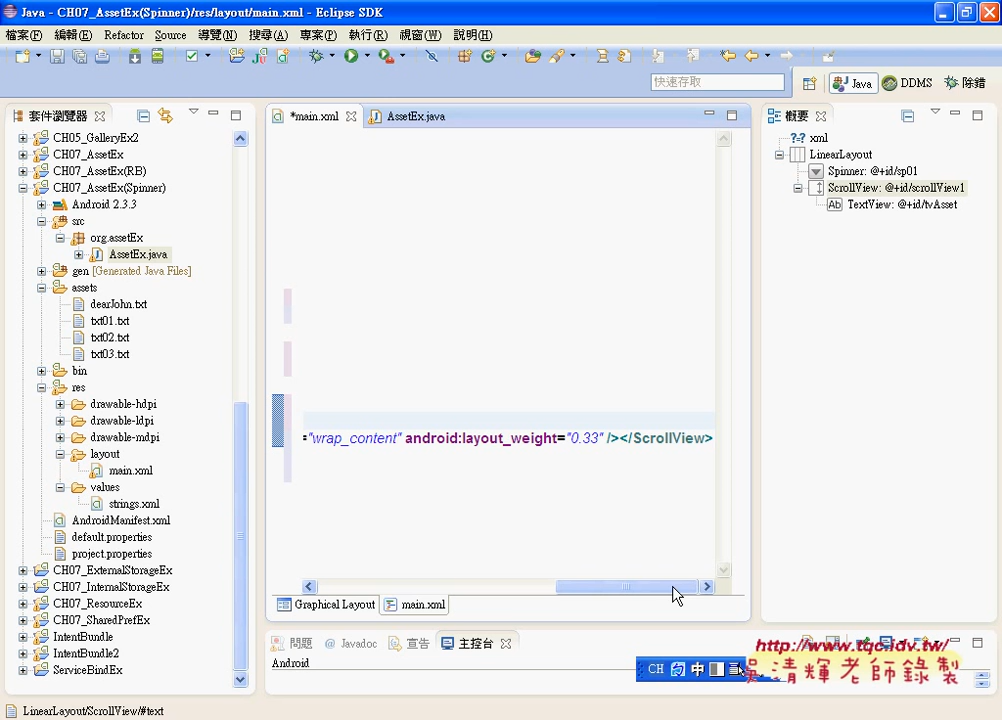 Java - CH07_AssetEx(Spinner)/res/layout/main.xml - Eclipse SDK
檔案(F) 編輯(E) Refactor Source 導覽(N) 搜尋(A) 專案(P) 執行(R) 視窗(W) 說明(H)
快速存取
Java DDMS 除錯
套件瀏覽器
CH05_GalleryEx2
CH07_AssetEx
CH07_AssetEx(RB)
CH07_AssetEx(Spinner)
Android 2.3.3
src
org.assetEx
AssetEx.java
gen [Generated Java Files]
assets
dearJohn.txt
txt01.txt
txt02.txt
txt03.txt
bin
res
drawable-hdpi
drawable-ldpi
drawable-mdpi
layout
main.xml
values
strings.xml
AndroidManifest.xml
default.properties
project.properties
CH07_ExternalStorageEx
CH07_InternalStorageEx
CH07_ResourceEx
CH07_SharedPrefEx
IntentBundle
IntentBundle2
ServiceBindEx
*main.xml AssetEx.java
="wrap_content" android:layout_weight="0.33" /></ScrollView>
Graphical Layout main.xml
概要
xml
LinearLayout
Spinner: @+id/sp01
ScrollView: @+id/scrollView1
Ab TextView: @+id/tvAsset
問題 @ Javadoc 宣告 主控台
Android
CH 中
http://www.tqc.idv.tw/
吳清輝老師錄製
LinearLayout/ScrollView/#text